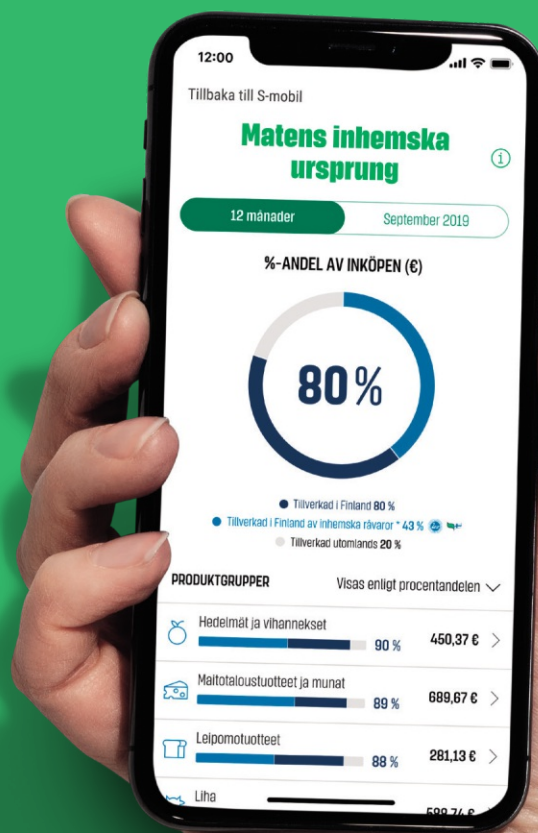 12:00
Tillbaka till S-mobil
Matens inhemska
ursprung
12 månader
September 2019
%-ANDEL AV INKÖPEN (€)
80 %
Tillverkad i Finland 80 %
Tillverkad i Finland av inhemska råvaror * 43 %
Tillverkad utomlands 20 %
PRODUKTGRUPPER
Visas enligt procentandelen
Hedelmät ja vihannekset
90 %
450,37 €
Maitotaloustuotteet ja munat
89 %
689,67 €
Leipomotuotteet
88 %
281,13 €
Liha